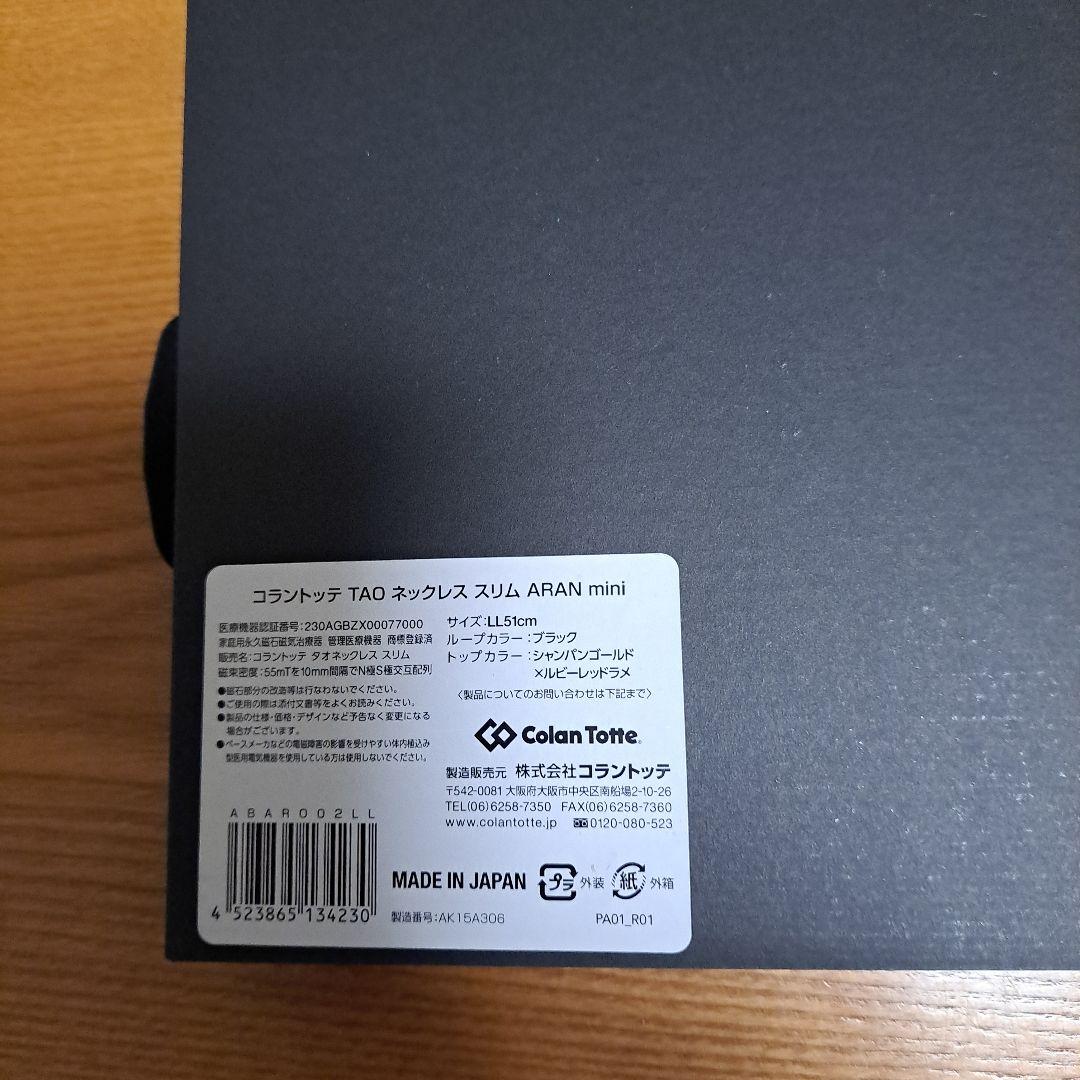 コラントッテ TAO ネックレス スリム ARAN mini
医療機器認証番号:230AGBZX00077000
家庭用永久磁石磁気治療器 管理医療機器 商標登録済
販売名:コラントッテ タオネックレス スリム
磁束密度:55mTを10mm間隔でN極S極交互配列
●磁石部分の改造等は行なわないでください。
●ご使用の際は添付文書等をよくお読みください。
●製品の仕様・価格・デザインなど予告なく変更になる
場合がございます。
●ペースメーカなどの電磁障害の影響を受けやすい体内植込み
型医用電気機器を使用している方は使用しないでください。
サイズ:LL51cm
ループカラー:ブラック
トップカラー:シャンパンゴールド
×ルビーレッドラメ
〈製品についてのお問い合わせは下記まで〉
Colan Totte®
製造販売元 株式会社コラントッテ
〒542-0081 大阪府大阪市中央区南船場2-10-26
TEL(06)6258-7350 FAX(06)6258-7360
www.colantotte.jp 0120-080-523
ABAR002LL
4 523865 134230
MADE IN JAPAN
プラ 外装 紙 外箱
製造番号:AK15A306
PA01_R01